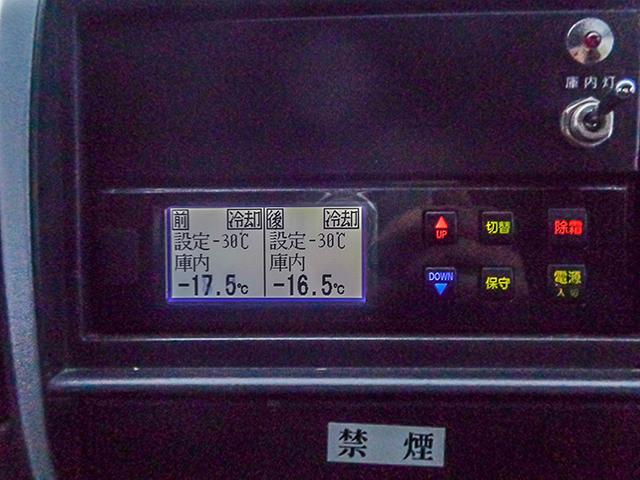 庫内灯
前 冷却 後 冷却
設定-30℃ 設定-30℃
庫内 庫内
-17.5℃ -16.5℃
UP 切替 除霜
DOWN 保守 電源
入 切
禁煙